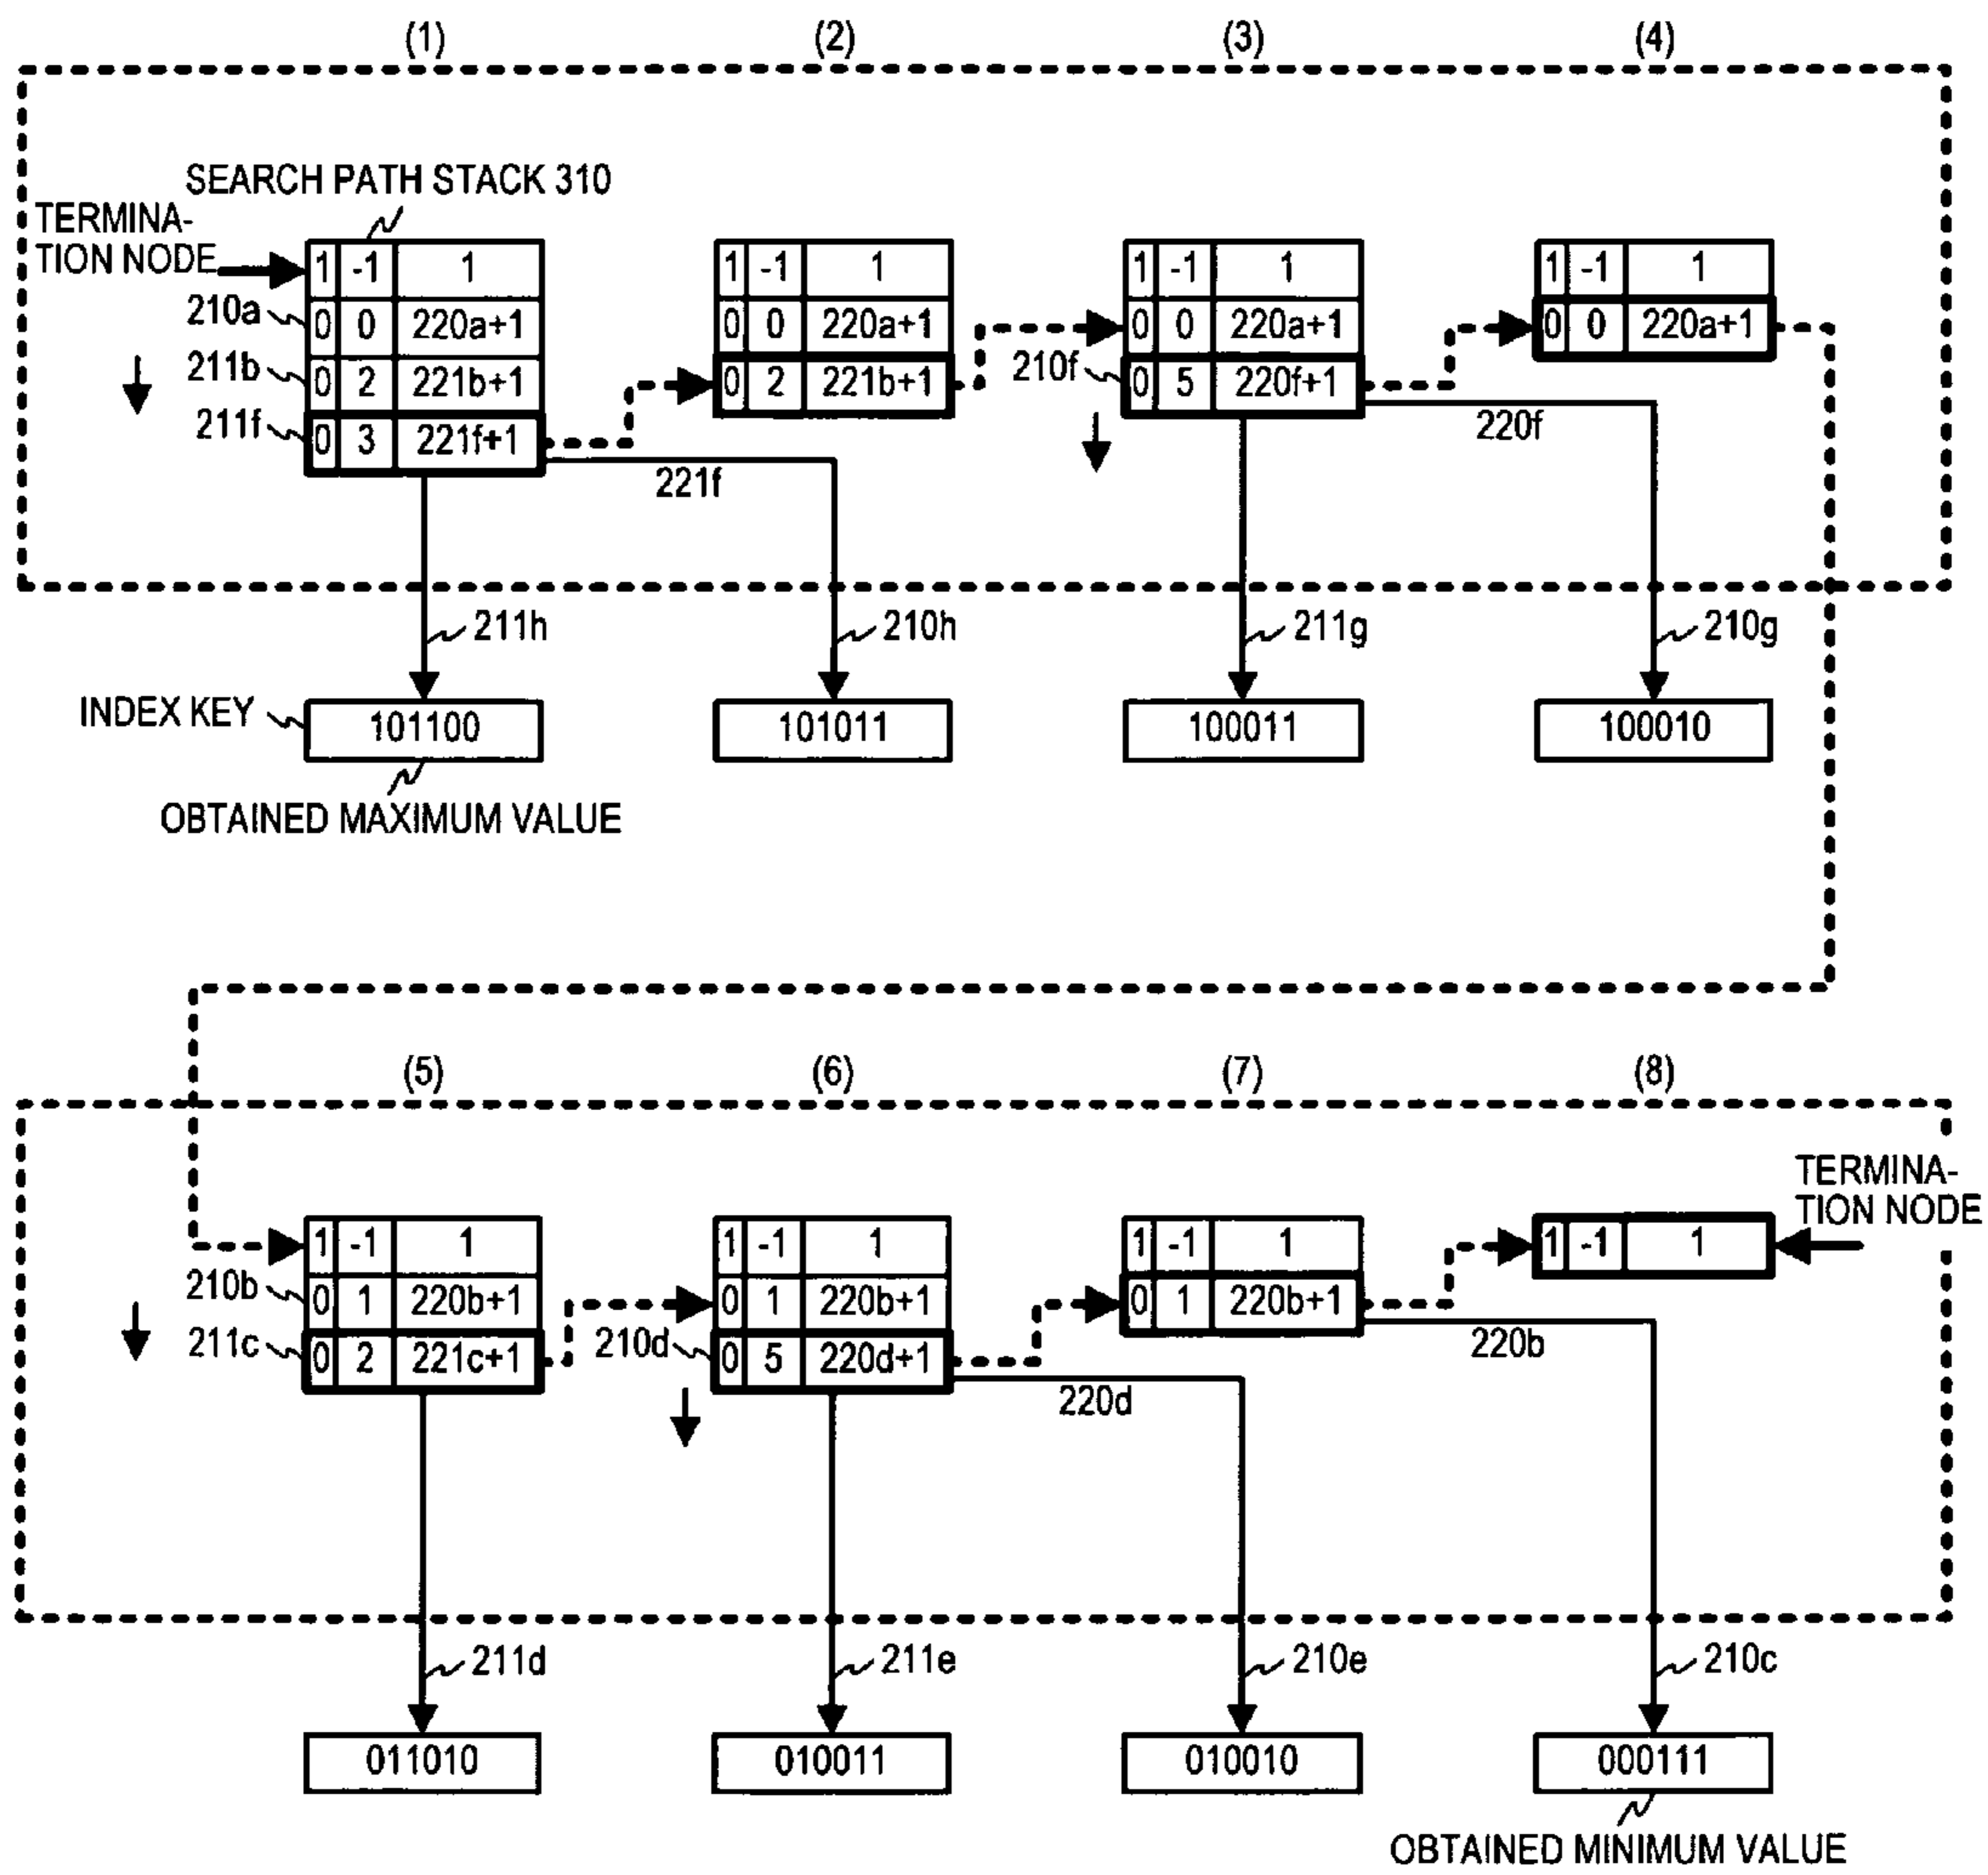 (1) (2) (3) (4)
SEARCH PATH STACK 310
TERMINA-
TION NODE
1 -1 1
1 -1 1
1 -1 1
1 -1 1
210a 0 0 220a+1
0 0 220a+1
0 0 220a+1
0 0 220a+1
211b 0 2 221b+1
0 2 221b+1
210f 0 5 220f+1
211f 0 3 221f+1
221f
220f
211h 210h 211g 210g
INDEX KEY
101100 101011 100011 100010
OBTAINED MAXIMUM VALUE
(5) (6) (7) (8)
TERMINA-
TION NODE
1 -1 1
1 -1 1
1 -1 1
1 -1 1
210b 0 1 220b+1
0 1 220b+1
0 1 220b+1
211c 0 2 221c+1
210d 0 5 220d+1
220b
220d
211d 211e 210e 210c
011010 010011 010010 000111
OBTAINED MINIMUM VALUE